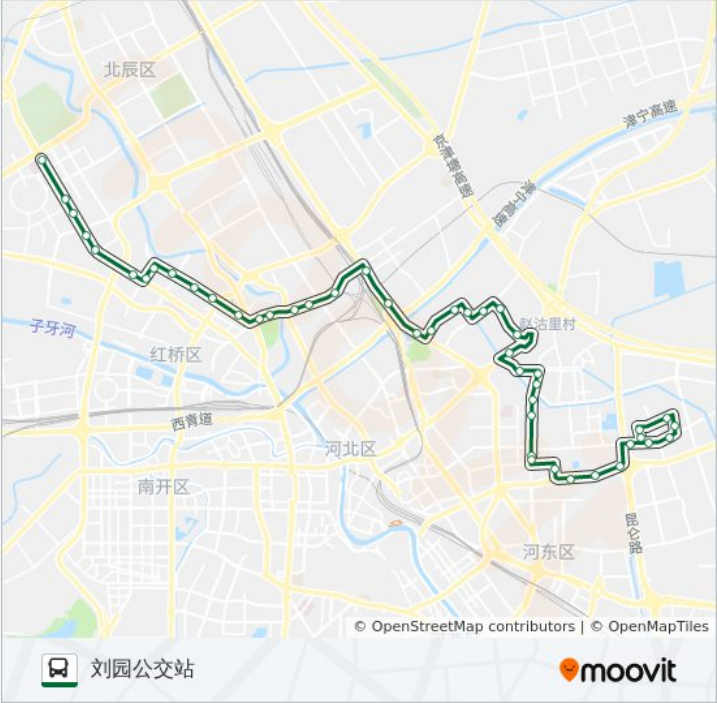 北辰区
津宁高速
京津塘高速
津宁高速
赵沽里村
子牙河
红桥区
西青道
河北区
南开区
昆仑路
河东区
© OpenStreetMap contributors | © OpenMapTiles
刘园公交站
moovit